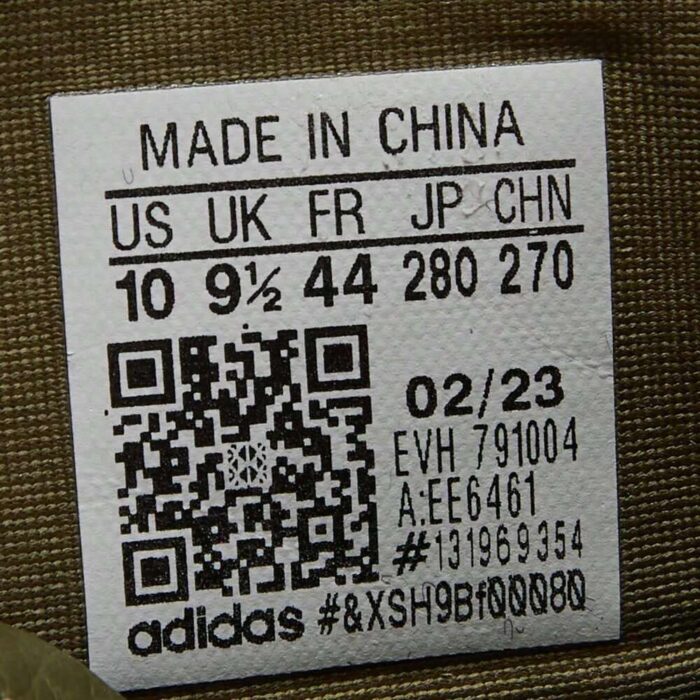 MADE IN CHINA
US UK FR JP CHN
10 9½ 44 280 270
02/23
EVH 791004
A:EE6461
#131969354
adidas #&XSH9Bf00080